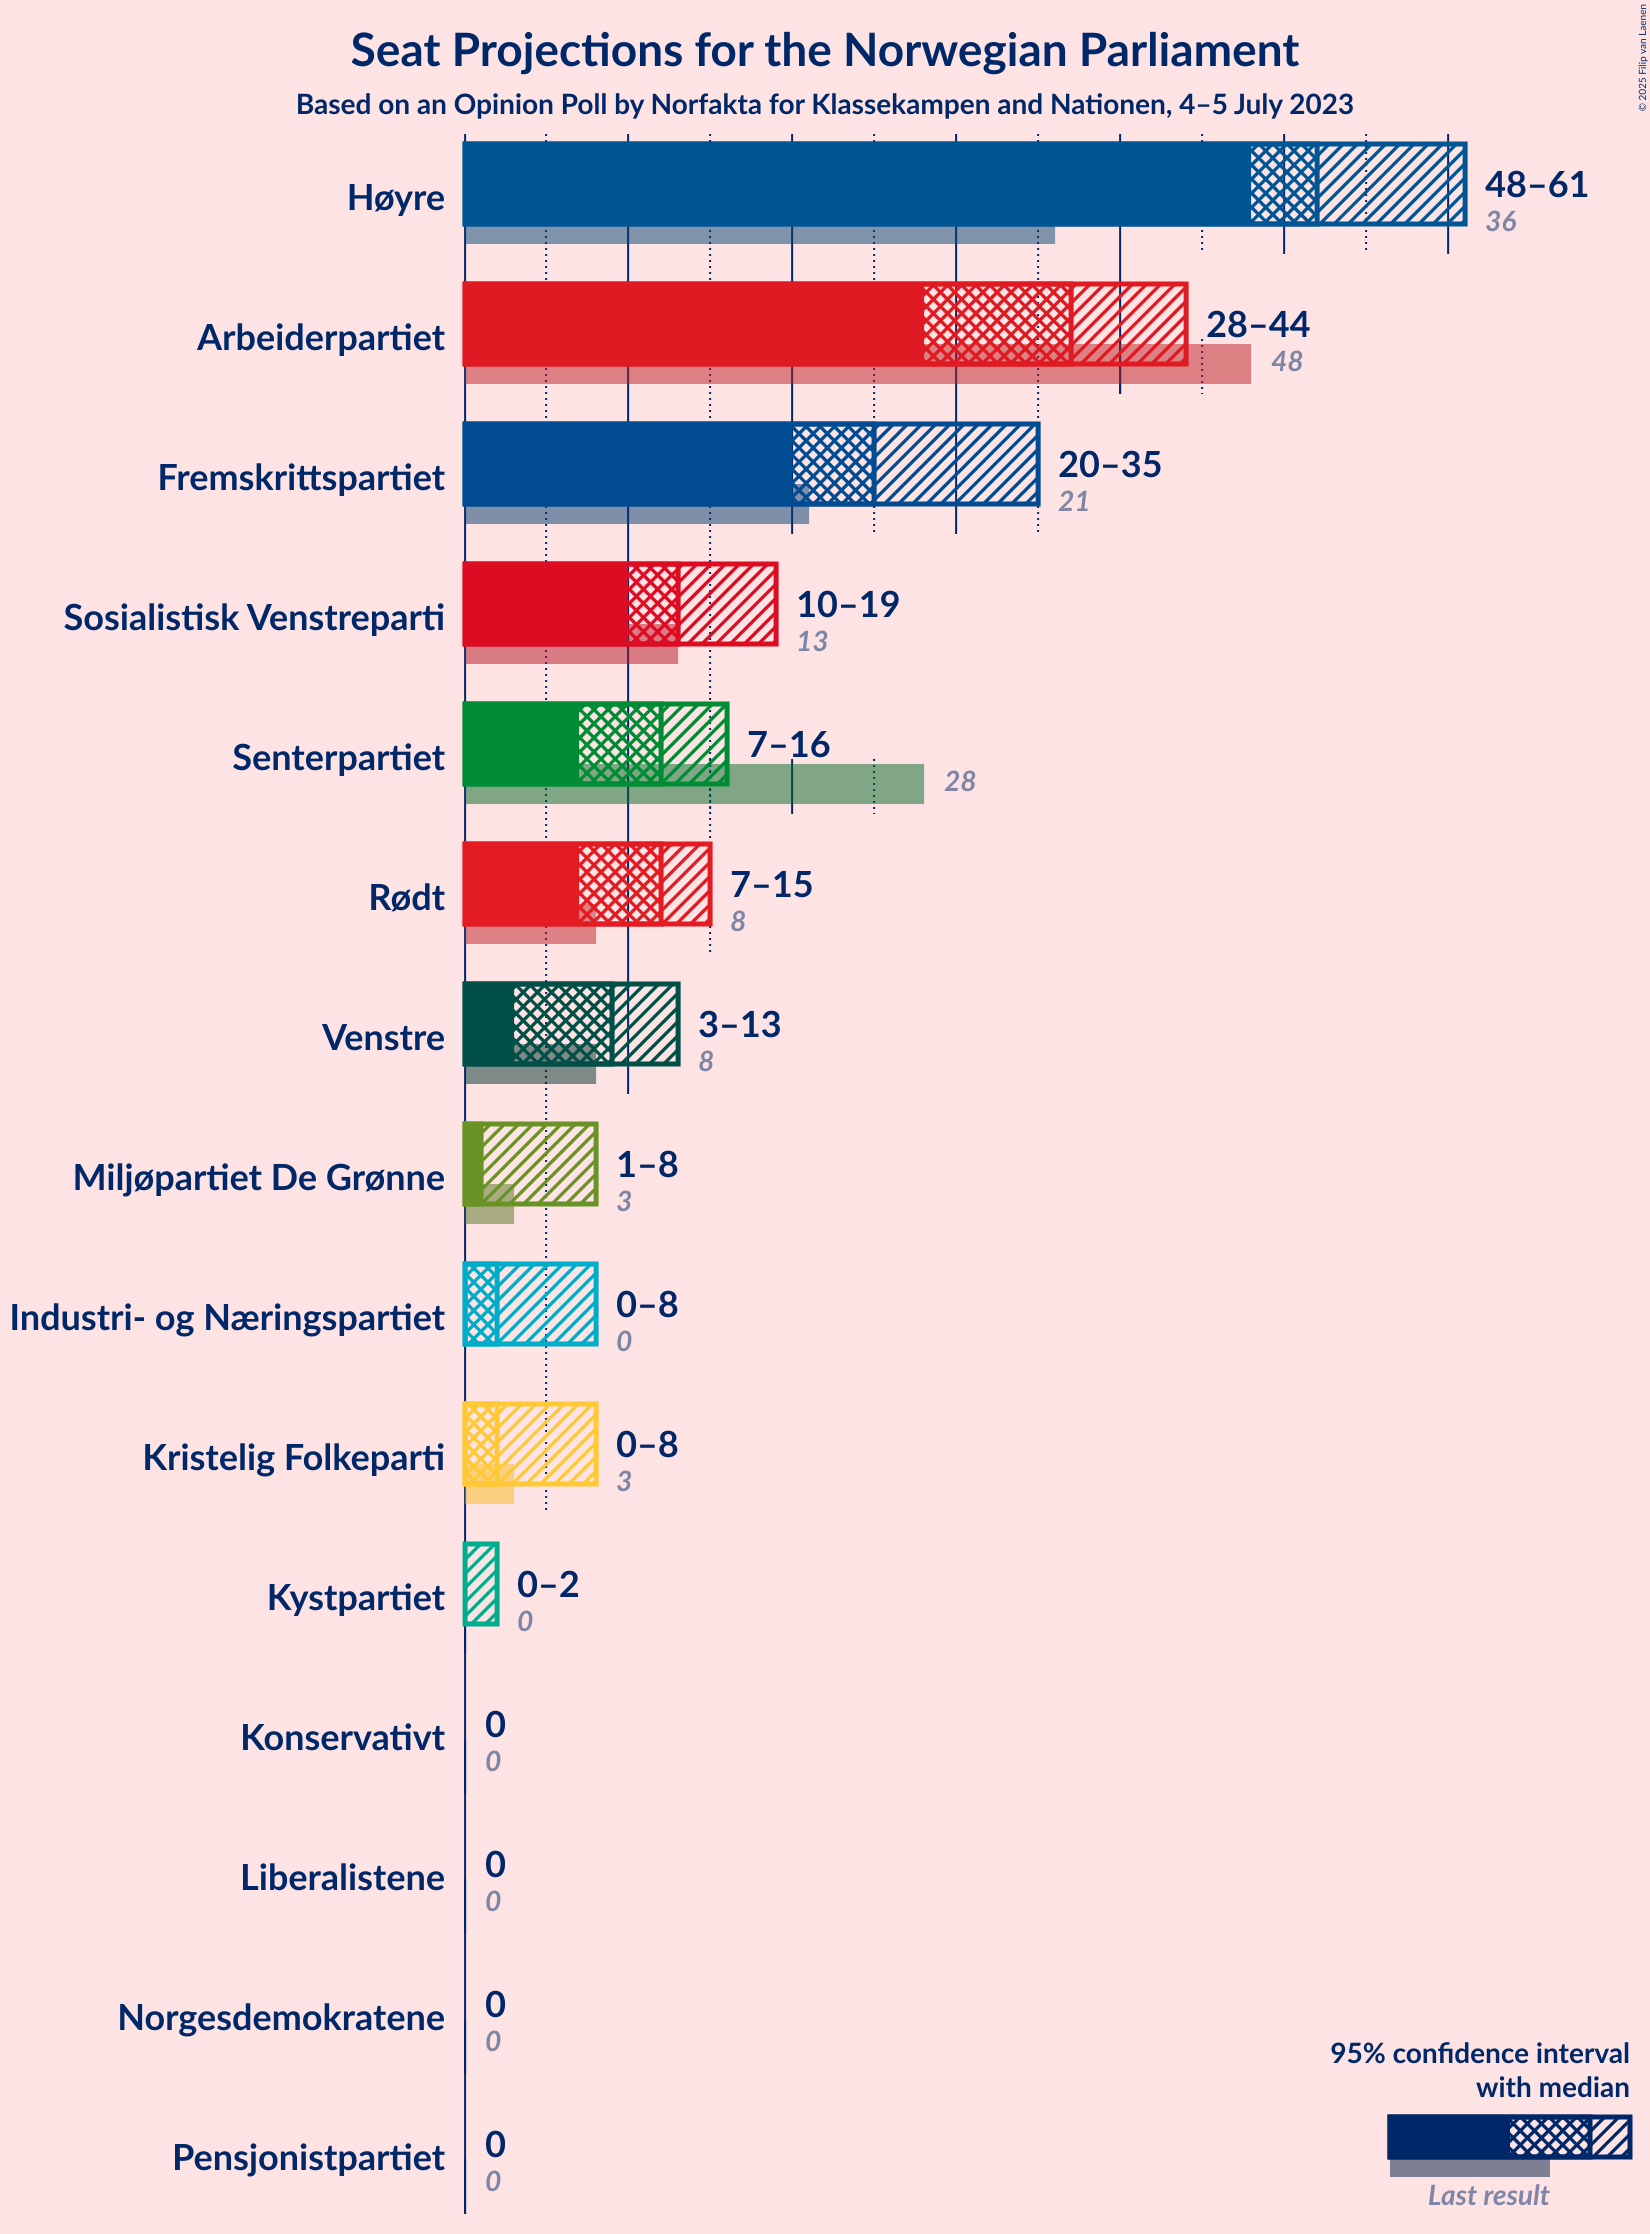 Seat Projections for the Norwegian Parliament
Based on an Opinion Poll by Norfakta for Klassekampen and Nationen, 4–5 July 2023
© 2025 Filip van Laenen
Høyre
48–61
36
Arbeiderpartiet
28–44
48
Fremskrittspartiet
20–35
21
Sosialistisk Venstreparti
10–19
13
Senterpartiet
7–16
28
Rødt
7–15
8
Venstre
3–13
8
Miljøpartiet De Grønne
1–8
3
Industri- og Næringspartiet
0–8
0
Kristelig Folkeparti
0–8
3
Kystpartiet
0–2
0
Konservativt
0
0
Liberalistene
0
0
Norgesdemokratene
0
0
Pensjonistpartiet
0
0
95% confidence interval
with median
Last result